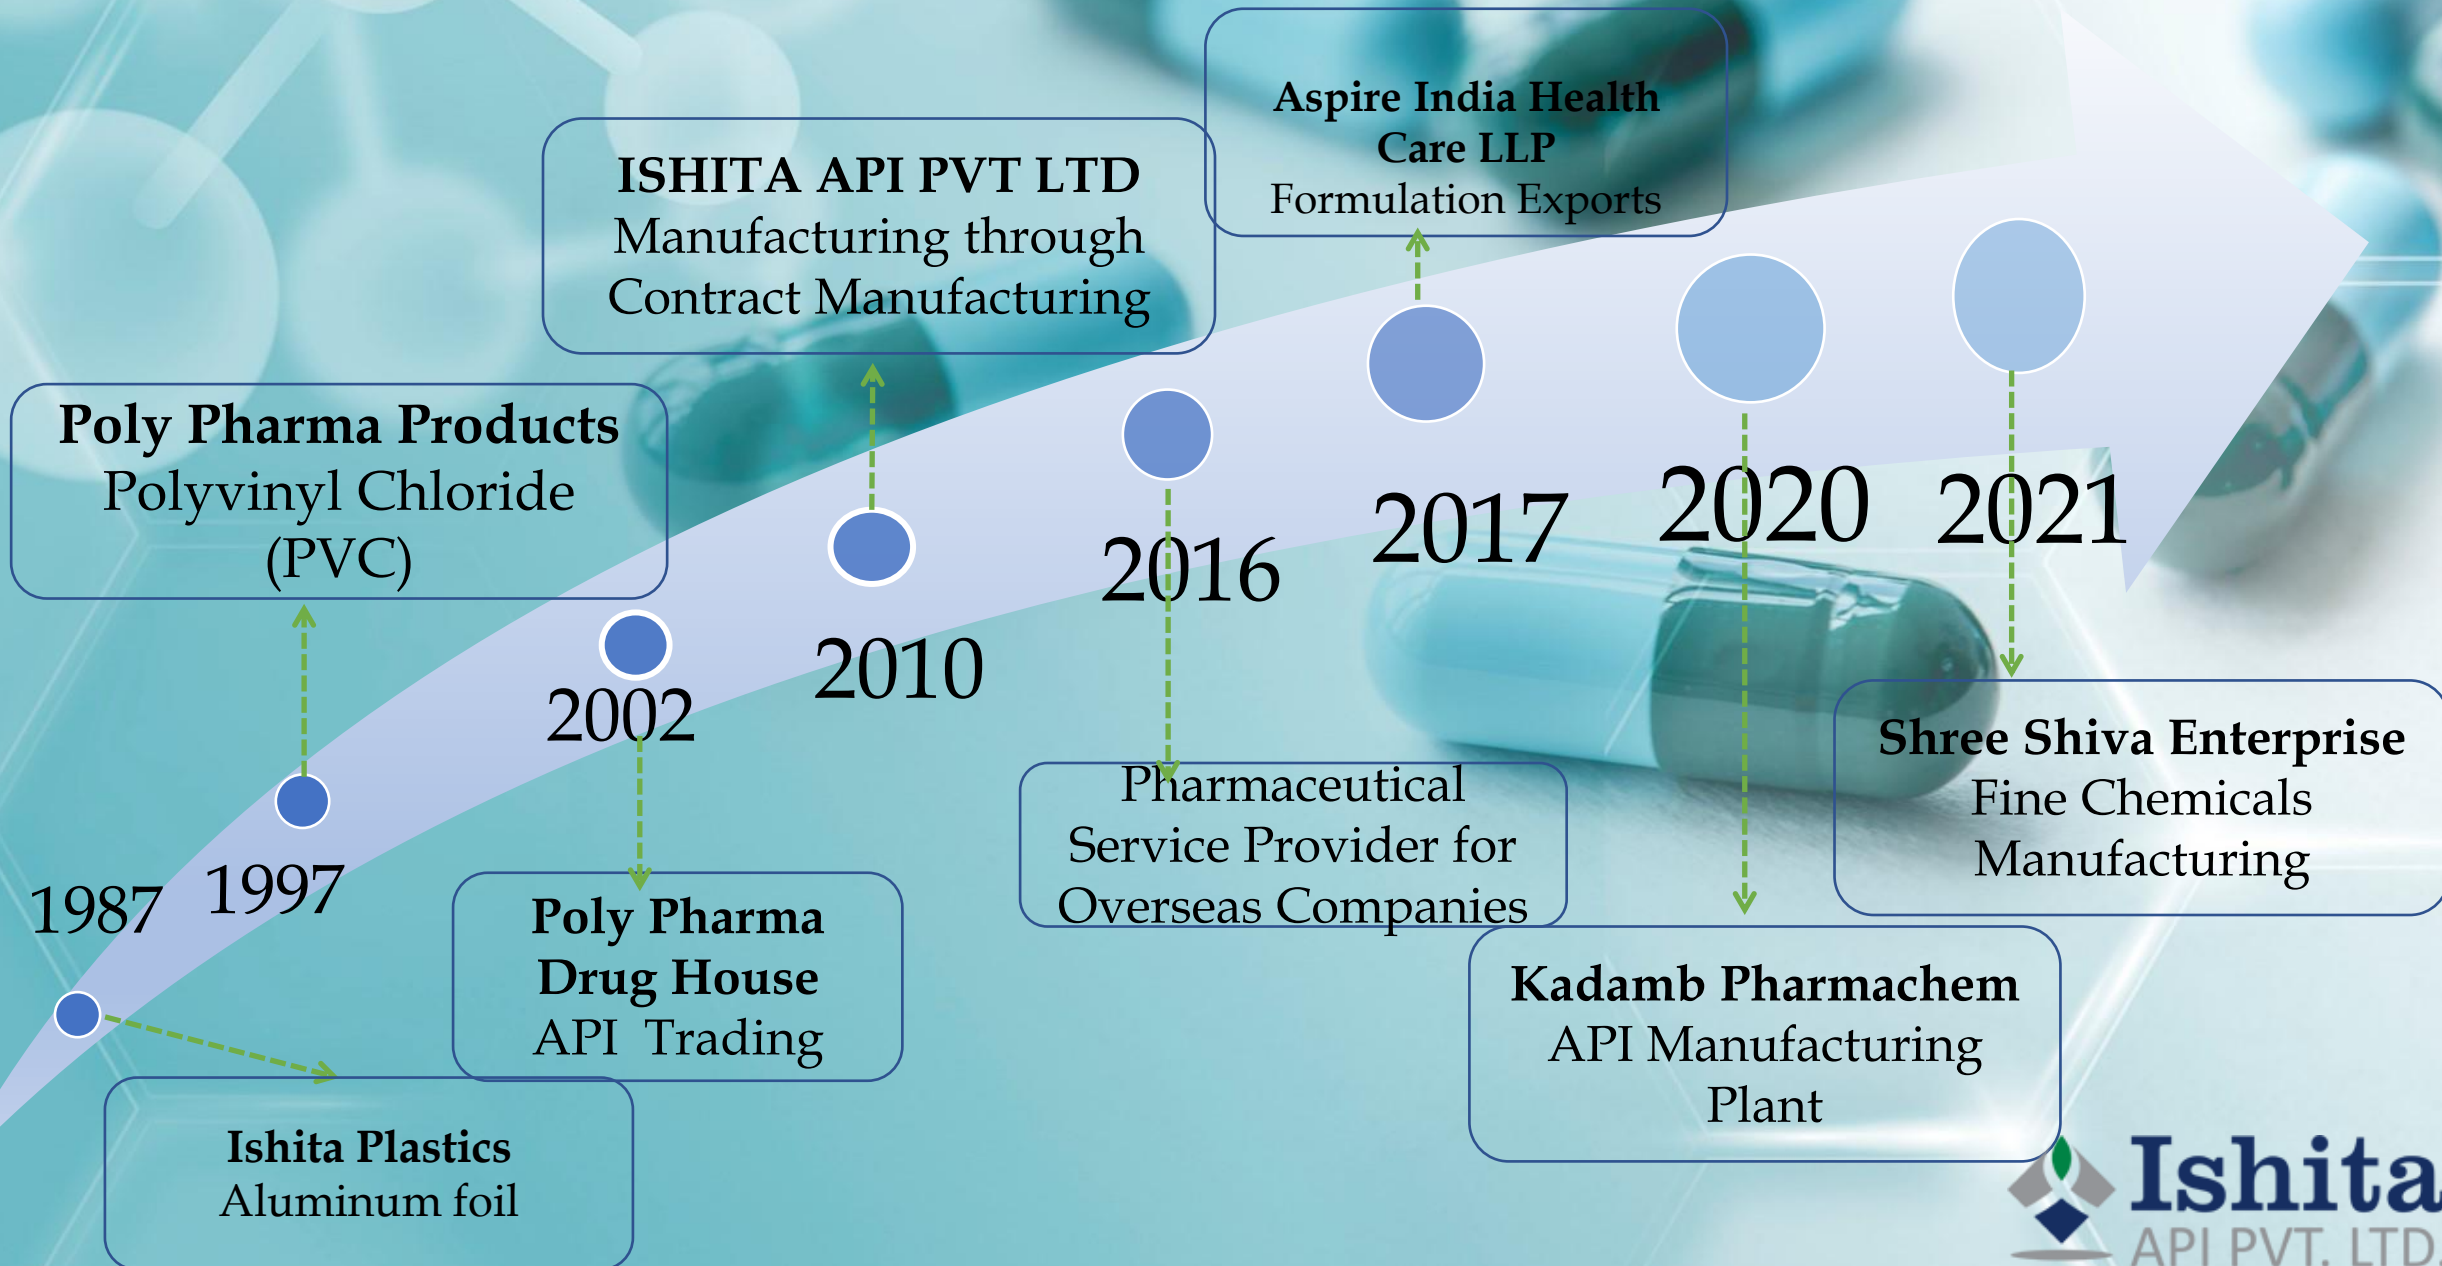 Aspire India Health
Care LLP
Formulation Exports
ISHITA API PVT LTD
Manufacturing through
Contract Manufacturing
Poly Pharma Products
Polyvinyl Chloride
(PVC)
1987
1997
2002
2010
2016
2017
2020
2021
Shree Shiva Enterprise
Fine Chemicals
Manufacturing
Pharmaceutical
Service Provider for
Overseas Companies
Poly Pharma
Drug House
API  Trading
Kadamb Pharmachem
API Manufacturing
Plant
Ishita Plastics
Aluminum foil
Ishita
API PVT. LTD.